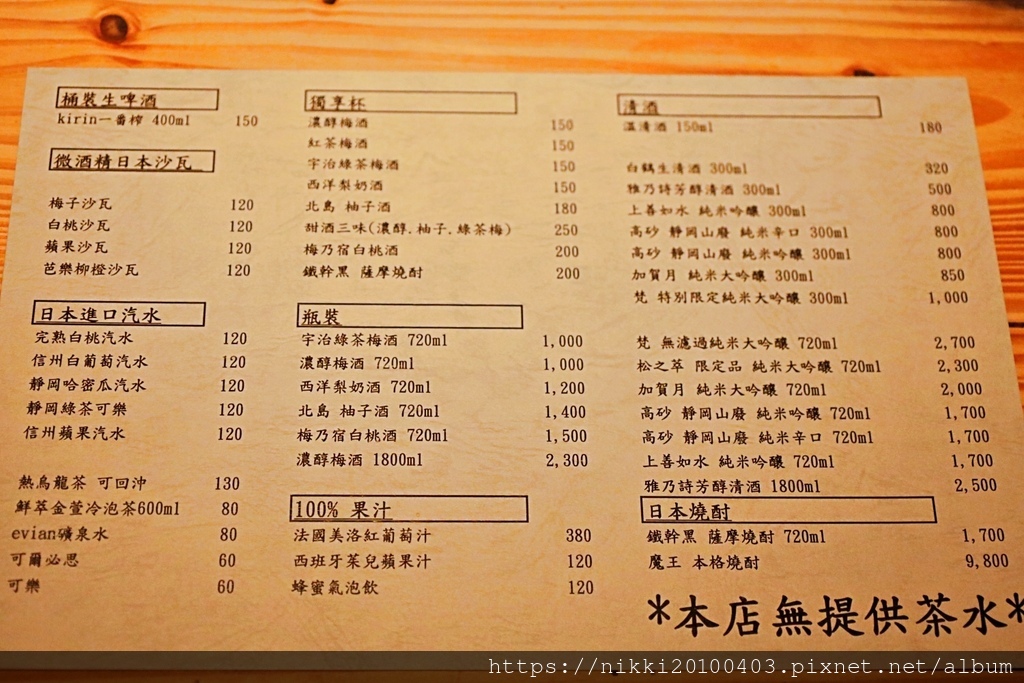 桶裝生啤酒
kirin一番榨 400ml 150
微酒精日本沙瓦
梅子沙瓦 120
白桃沙瓦 120
蘋果沙瓦 120
芭樂柳橙沙瓦 120
日本進口汽水
完熟白桃汽水 120
信州白葡萄汽水 120
靜岡哈密瓜汽水 120
靜岡綠茶可樂 120
信州蘋果汽水 120
熱烏龍茶 可回沖 130
鮮萃金萱冷泡茶600ml 80
evian礦泉水 80
可爾必思 60
可樂 60
獨享杯
濃醇梅酒 150
紅茶梅酒 150
宇治綠茶梅酒 150
西洋梨奶酒 150
北島 柚子酒 180
甜酒三味(濃醇.柚子.綠茶梅) 250
梅乃宿白桃酒 200
鐵幹黑 薩摩燒酎 200
瓶裝
宇治綠茶梅酒 720ml 1,000
濃醇梅酒 720ml 1,000
西洋梨奶酒 720ml 1,200
北島 柚子酒 720ml 1,400
梅乃宿白桃酒 720ml 1,500
濃醇梅酒 1800ml 2,300
100% 果汁
法國美洛紅葡萄汁 380
西班牙茱兒蘋果汁 120
蜂蜜氣泡飲 120
清酒
溫清酒 150ml 180
白鶴生清酒 300ml 320
雅乃詩芳醇清酒 300ml 500
上善如水 純米吟釀 300ml 800
高砂 靜岡山廢 純米辛口 300ml 800
高砂 靜岡山廢 純米吟釀 300ml 800
加賀月 純米大吟釀 300ml 850
梵 特別限定純米大吟釀 300ml 1,000
梵 無濾過純米大吟釀 720ml 2,700
松之萃 限定品 純米大吟釀 720ml 2,300
加賀月 純米大吟釀 720ml 2,000
高砂 靜岡山廢 純米吟釀 720ml 1,700
高砂 靜岡山廢 純米辛口 720ml 1,700
上善如水 純米吟釀 720ml 1,700
雅乃詩芳醇清酒 1800ml 2,500
日本燒酎
鐵幹黑 薩摩燒酎 720ml 1,700
魔王 本格燒酎 9,800
*本店無提供茶水*
https://nikki20100403.pixnet.net/album